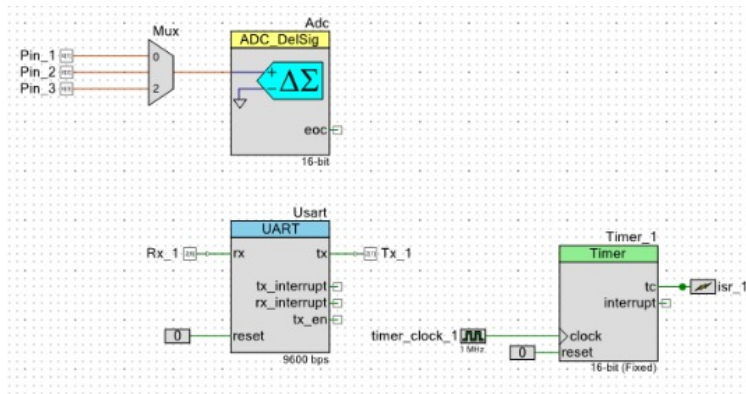 Adc
Mux
ADC_DelSig
Pin_1
0
Pin_2
+
ΔΣ
Pin_3
2
-
eoc
16-bit
Usart
UART
Timer_1
Timer
Rx_1
rx
tx
Tx_1
tx_interrupt
tc
isr_1
rx_interrupt
interrupt
tx_en
0
reset
timer_clock_1
clock
1 MHz
0
reset
9600 bps
16-bit (Fixed)